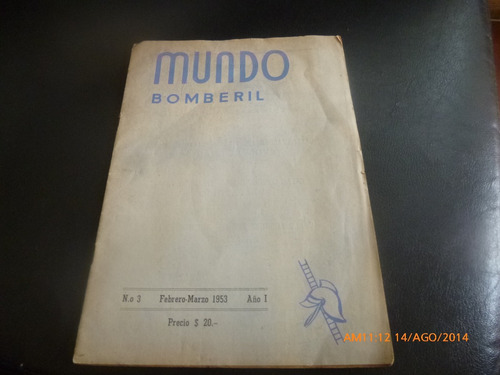 MUNDO
BOMBERIL
N.o 3 Febrero-Marzo 1953 Año I
Precio $ 20.–
AM11:12 14/AGO/2014